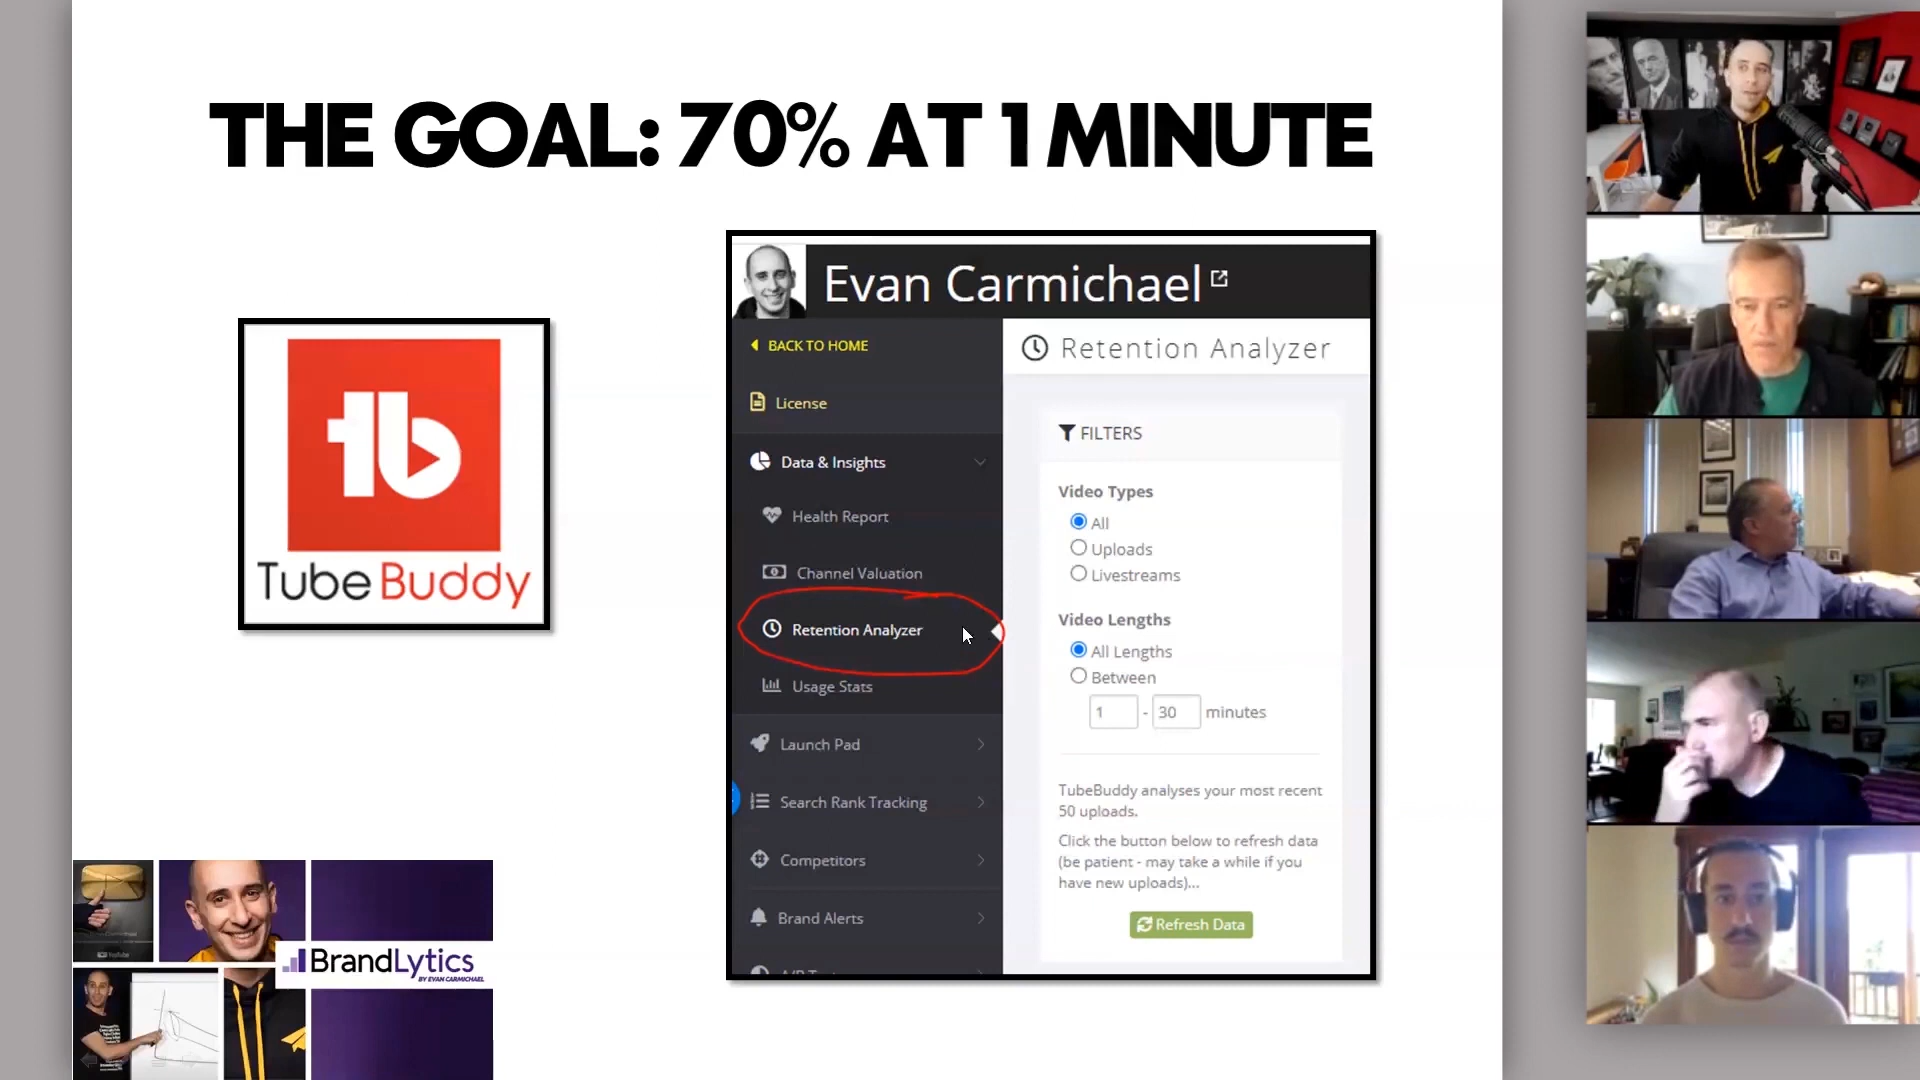 THE GOAL: 70% AT 1 MINUTE
tb
TubeBuddy
Evan Carmichael
BACK TO HOME
License
Data & Insights
Health Report
Channel Valuation
Retention Analyzer
Usage Stats
Launch Pad
Search Rank Tracking
Competitors
Brand Alerts
Retention Analyzer
FILTERS
Video Types
All
Uploads
Livestreams
Video Lengths
All Lengths
Between
1 - 30 minutes
TubeBuddy analyses your most recent
50 uploads.
Click the button below to refresh data
(be patient - may take a while if you
have new uploads)...
Refresh Data
YouTube
BrandLytics
BY EVAN CARMICHAEL